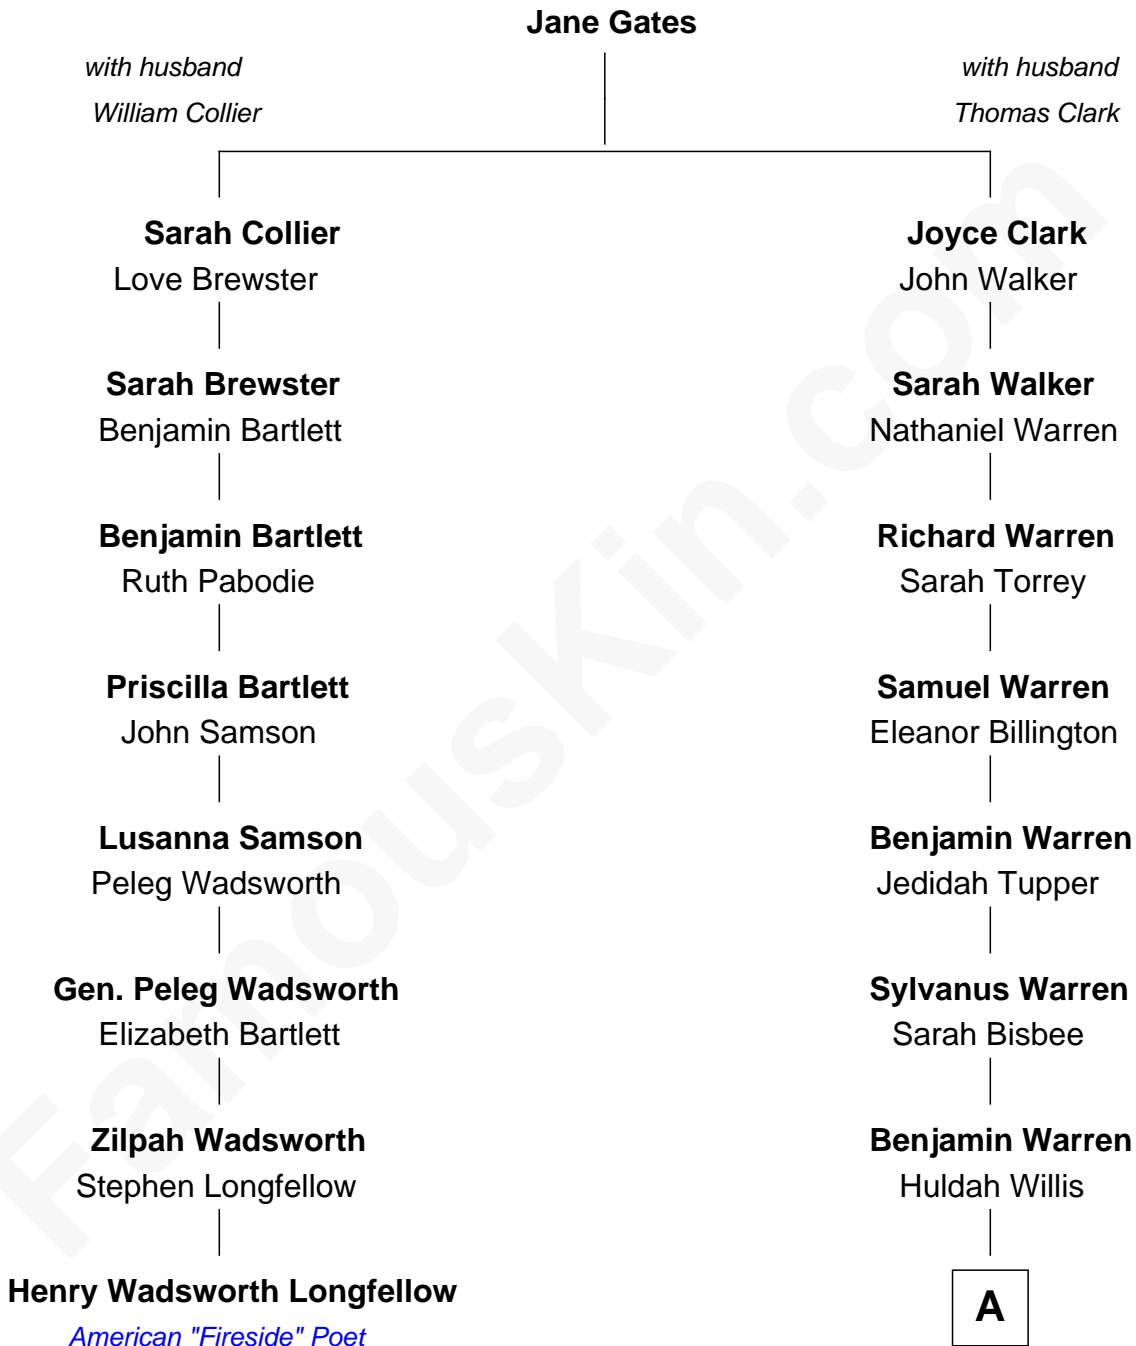 Jane Gates
with husband
William Collier
with husband
Thomas Clark
Sarah Collier
Love Brewster
Joyce Clark
John Walker
Sarah Brewster
Benjamin Bartlett
Sarah Walker
Nathaniel Warren
Benjamin Bartlett
Ruth Pabodie
Richard Warren
Sarah Torrey
Priscilla Bartlett
John Samson
Samuel Warren
Eleanor Billington
Lusanna Samson
Peleg Wadsworth
Benjamin Warren
Jedidah Tupper
Gen. Peleg Wadsworth
Elizabeth Bartlett
Sylvanus Warren
Sarah Bisbee
Zilpah Wadsworth
Stephen Longfellow
Benjamin Warren
Huldah Willis
Henry Wadsworth Longfellow
American "Fireside" Poet
A
FamousKin.com